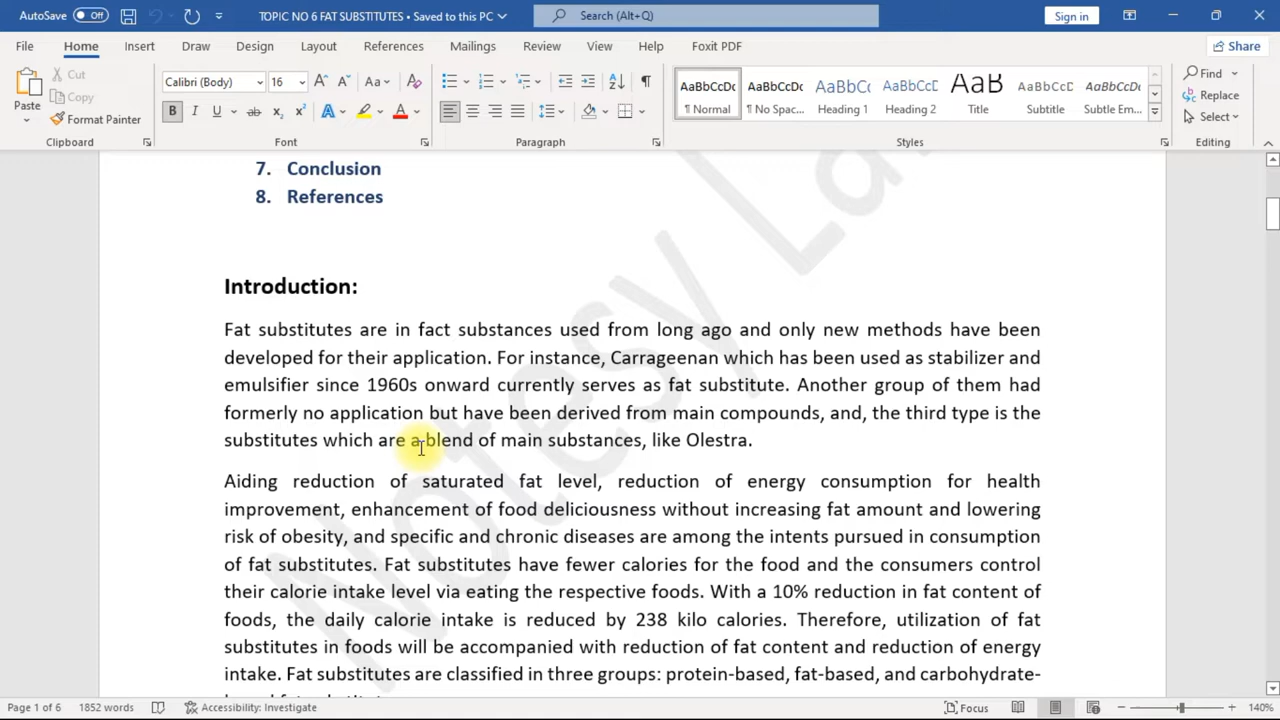 AutoSave Off TOPIC NO 6 FAT SUBSTITUTES • Saved to this PC Search (Alt+Q) Sign in
File Home Insert Draw Design Layout References Mailings Review View Help Foxit PDF Share
Paste Cut Copy Format Painter
Calibri (Body) 16
AaBbCcDc AaBbCcDc AaBbCc AaBbCcD AaB AaBbCcD AaBbCcDc
¶ Normal ¶ No Spac... Heading 1 Heading 2 Title Subtitle Subtle Em...
Find Replace Select
Clipboard Font Paragraph Styles Editing
7. Conclusion
8. References
Introduction:
Fat substitutes are in fact substances used from long ago and only new methods have been
developed for their application. For instance, Carrageenan which has been used as stabilizer and
emulsifier since 1960s onward currently serves as fat substitute. Another group of them had
formerly no application but have been derived from main compounds, and, the third type is the
substitutes which are a blend of main substances, like Olestra.
Aiding reduction of saturated fat level, reduction of energy consumption for health
improvement, enhancement of food deliciousness without increasing fat amount and lowering
risk of obesity, and specific and chronic diseases are among the intents pursued in consumption
of fat substitutes. Fat substitutes have fewer calories for the food and the consumers control
their calorie intake level via eating the respective foods. With a 10% reduction in fat content of
foods, the daily calorie intake is reduced by 238 kilo calories. Therefore, utilization of fat
substitutes in foods will be accompanied with reduction of fat content and reduction of energy
intake. Fat substitutes are classified in three groups: protein-based, fat-based, and carbohydrate-
Page 1 of 6 1852 words Accessibility: Investigate Focus 140%